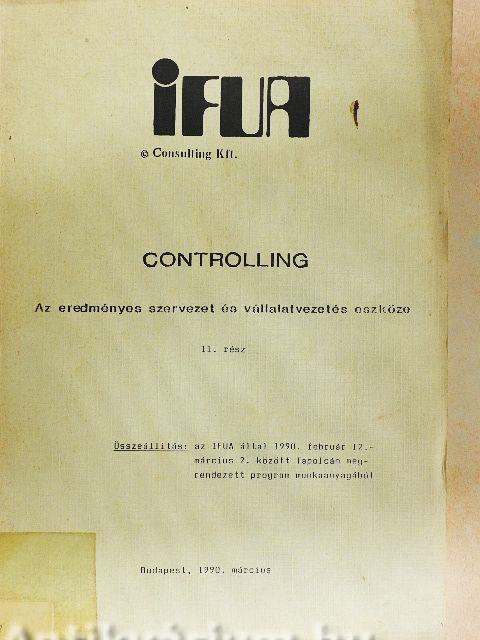 iFUA
© Consulting Kft.
CONTROLLING
Az eredményes szervezet és vállalatvezetés eszköze
II. rész
Összeállítás: az IFUA által 1990. február 12.-
március 2. között Tapolcán meg-
rendezett program munkaanyagából
Budapest, 1990. március